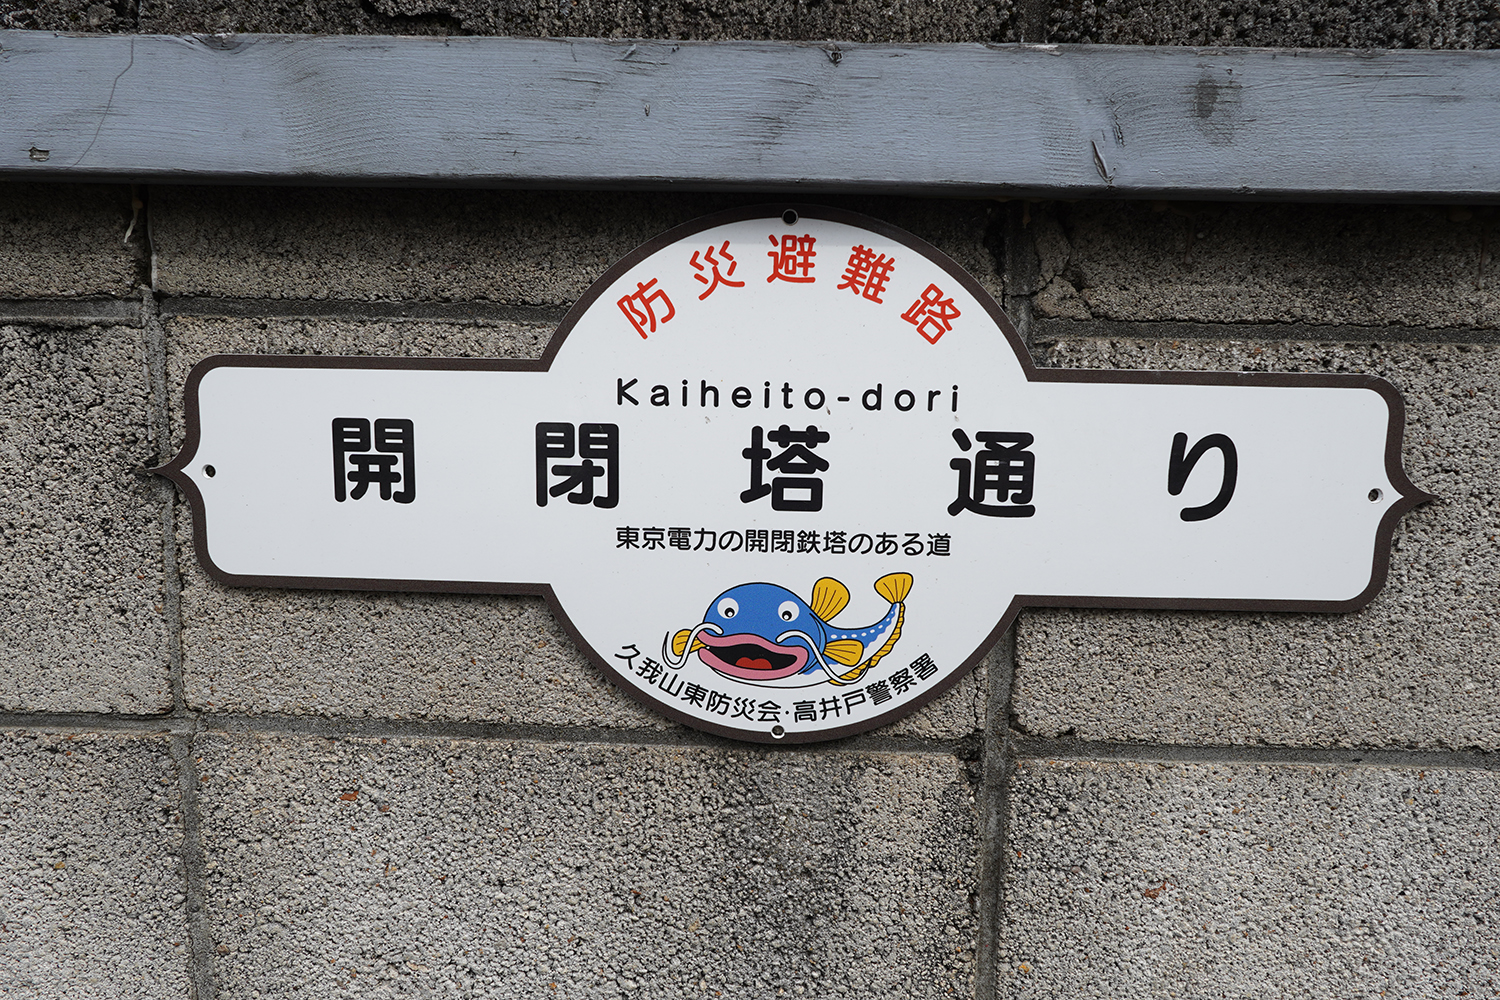 防災避難路
Kaiheito-dori
開閉塔通り
東京電力の開閉鉄塔のある道
久我山東防災会·高井戸警察署